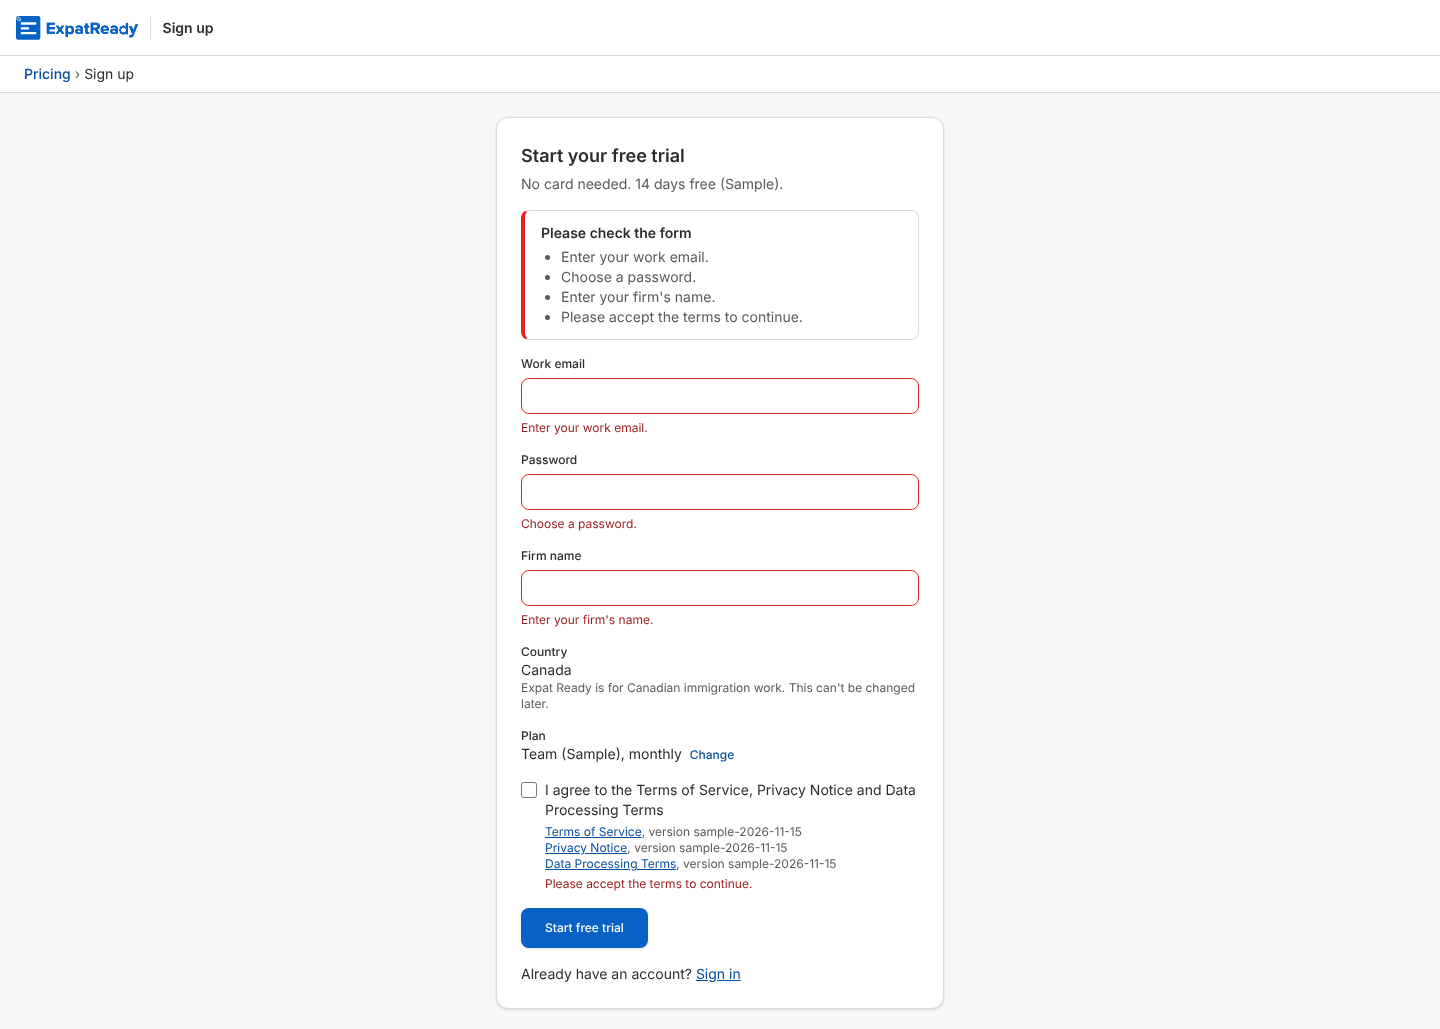 ExpatReady
Sign up
Pricing › Sign up
Start your free trial
No card needed. 14 days free (Sample).
Please check the form
• Enter your work email.
• Choose a password.
• Enter your firm's name.
• Please accept the terms to continue.
Work email
Enter your work email.
Password
Choose a password.
Firm name
Enter your firm's name.
Country
Canada
Expat Ready is for Canadian immigration work. This can't be changed
later.
Plan
Team (Sample), monthly Change
I agree to the Terms of Service, Privacy Notice and Data
Processing Terms
Terms of Service, version sample-2026-11-15
Privacy Notice, version sample-2026-11-15
Data Processing Terms, version sample-2026-11-15
Please accept the terms to continue.
Start free trial
Already have an account? Sign in